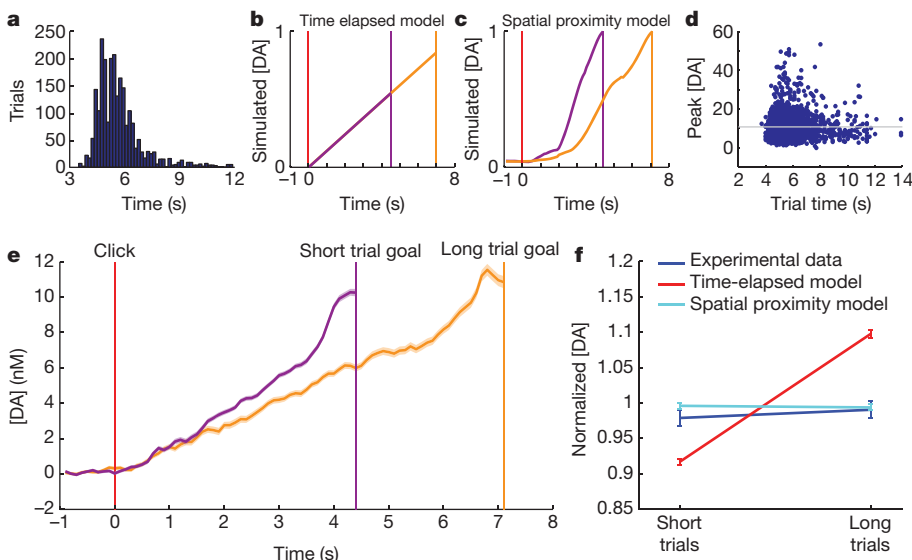 a
250
200
150
100
50
0
Trials
3 6 9 12
Time (s)
b
Time elapsed model
1
0
Simulated [DA]
–1 0 8
Time (s)
c
Spatial proximity model
1
0
Simulated [DA]
–1 0 8
Time (s)
d
60
40
20
0
Peak [DA]
2 4 6 8 10 12 14
Trial time (s)
e
Click
Short trial goal
Long trial goal
12
10
8
6
4
2
0
–2
[DA] (nM)
–1 0 1 2 3 4 5 6 7 8
Time (s)
f
1.2
1.15
1.1
1.05
1
0.95
0.9
0.85
Normalized [DA]
Experimental data
Time-elapsed model
Spatial proximity model
Short trials
Long trials